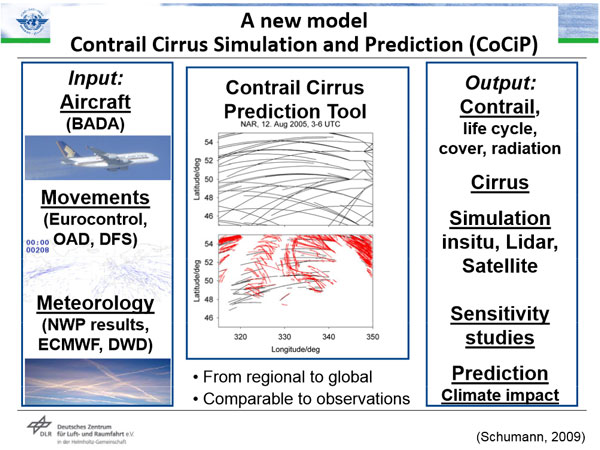 A new model
Contrail Cirrus Simulation and Prediction (CoCiP)
Input:
Aircraft
(BADA)
Movements
(Eurocontrol,
OAD, DFS)
00:00
00208
Meteorology
(NWP results,
ECMWF, DWD)
Contrail Cirrus
Prediction Tool
NAR, 12. Aug 2005, 3-6 UTC
Latitude/deg
54
52
50
48
46
Latitude/deg
54
52
50
48
46
320
330
340
350
Longitude/deg
• From regional to global
• Comparable to observations
Output:
Contrail,
life cycle,
cover, radiation
Cirrus
Simulation
insitu, Lidar,
Satellite
Sensitivity
studies
Prediction
Climate impact
DLR
Deutsches Zentrum
für Luft- und Raumfahrt e.V.
in der Helmholtz-Gemeinschaft
(Schumann, 2009)